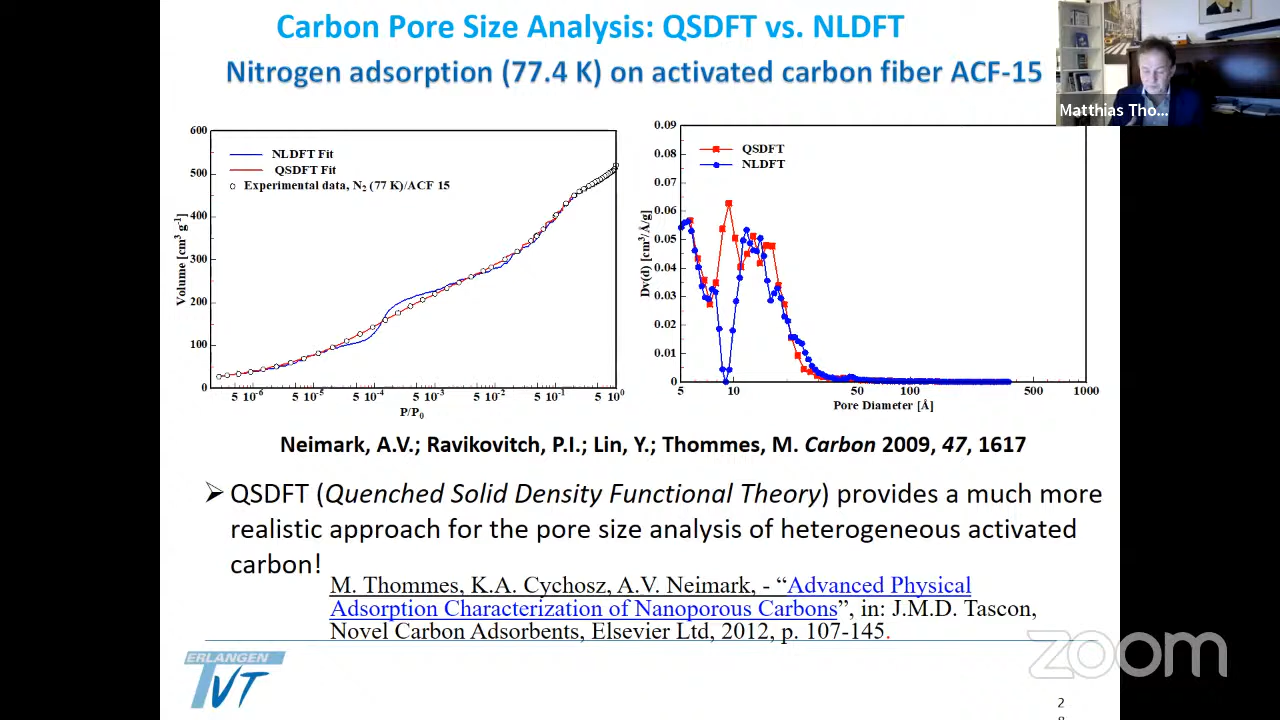 Carbon Pore Size Analysis: QSDFT vs. NLDFT
Nitrogen adsorption (77.4 K) on activated carbon fiber ACF-15
Matthias Tho...
600
500
400
300
200
100
0
Volume [cm³ g⁻¹]
NLDFT Fit
QSDFT Fit
Experimental data, N₂ (77 K)/ACF 15
5 10⁻⁶ 5 10⁻⁵ 5 10⁻⁴ 5 10⁻³ 5 10⁻² 5 10⁻¹ 5 10⁰
P/P₀
0.09
0.08
0.07
0.06
0.05
0.04
0.03
0.02
0.01
0
Dv(d) [cm³/Å/g]
QSDFT
NLDFT
5 10 50 100 500 1000
Pore Diameter [Å]
Neimark, A.V.; Ravikovitch, P.I.; Lin, Y.; Thommes, M. Carbon 2009, 47, 1617
➢ QSDFT (Quenched Solid Density Functional Theory) provides a much more
realistic approach for the pore size analysis of heterogeneous activated
carbon!
M. Thommes, K.A. Cychosz, A.V. Neimark, - “Advanced Physical
Adsorption Characterization of Nanoporous Carbons”, in: J.M.D. Tascon,
Novel Carbon Adsorbents, Elsevier Ltd, 2012, p. 107-145.
ERLANGEN
TVT
zoom
2